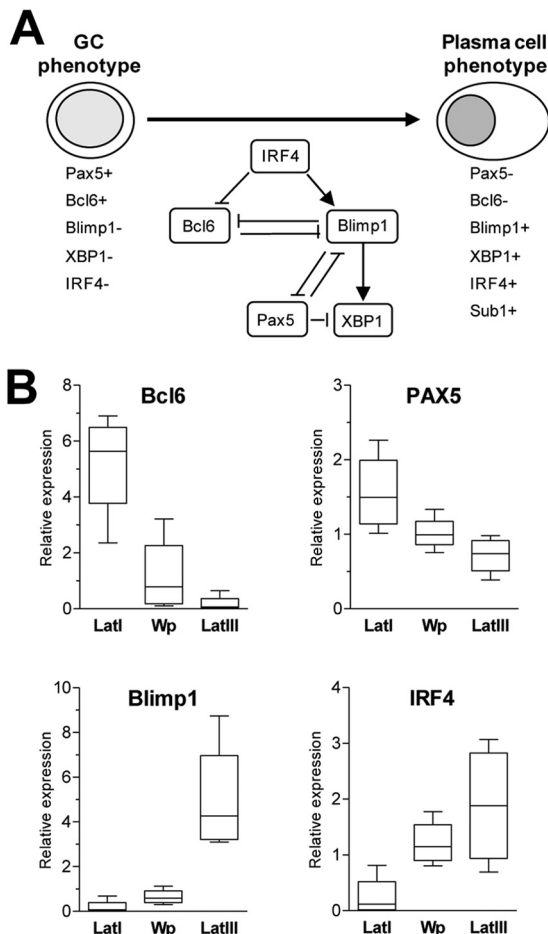 A
GC
phenotype
Plasma cell
phenotype
Pax5+
Bcl6+
Blimp1-
XBP1-
IRF4-
IRF4
Bcl6
Blimp1
Pax5
XBP1
Pax5-
Bcl6-
Blimp1+
XBP1+
IRF4+
Sub1+
B
Bcl6
Relative expression
8
6
4
2
0
LatI Wp LatIII
PAX5
Relative expression
3
2
1
0
LatI Wp LatIII
Blimp1
Relative expression
10
8
6
4
2
0
LatI Wp LatIII
IRF4
Relative expression
4
3
2
1
0
LatI Wp LatIII